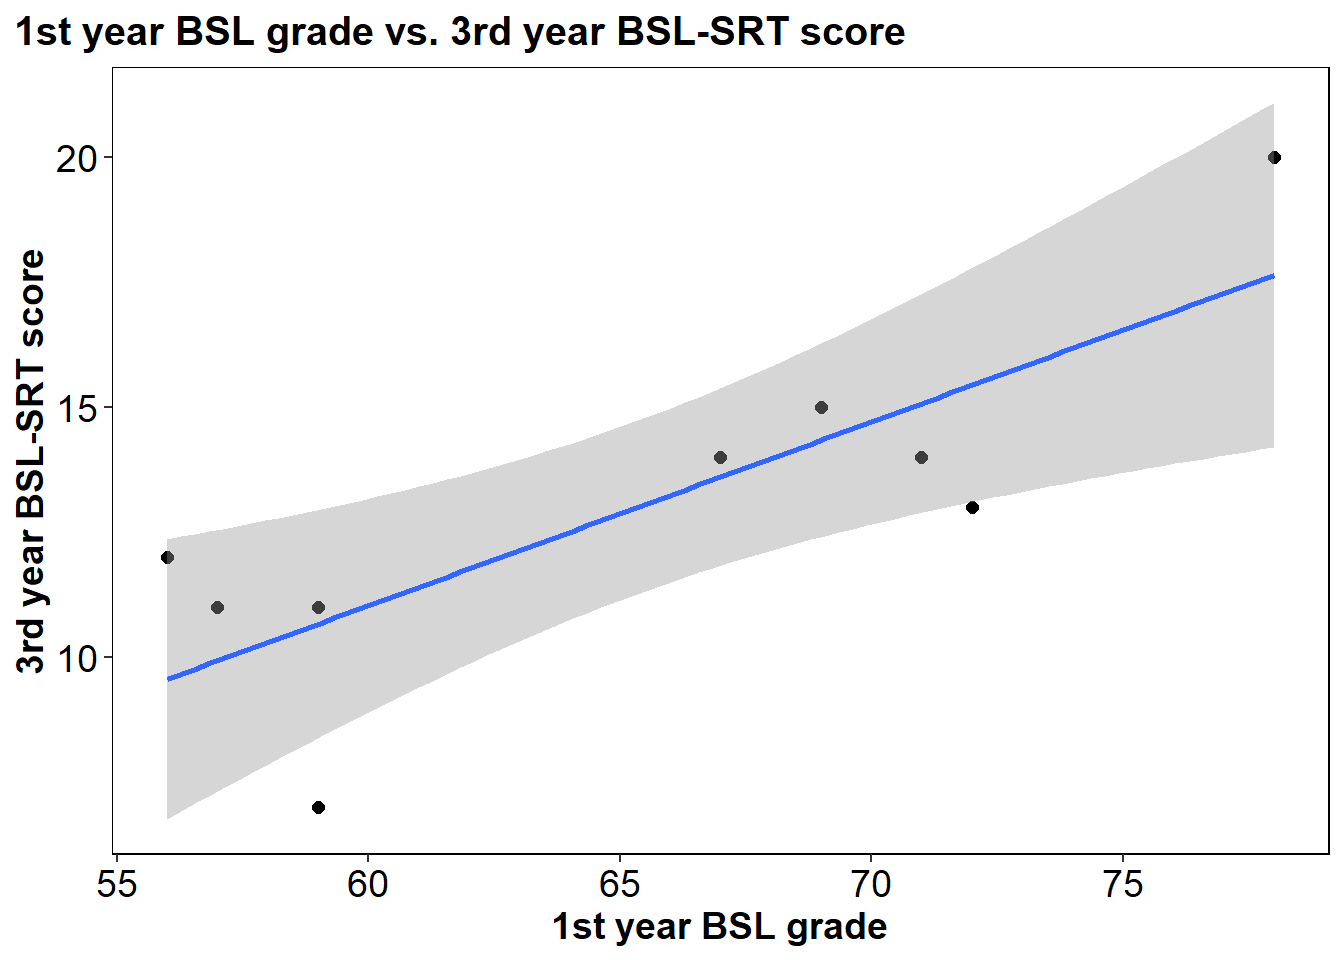 1st year BSL grade vs. 3rd year BSL-SRT score
3rd year BSL-SRT score
20
15
10
55 60 65 70 75
1st year BSL grade